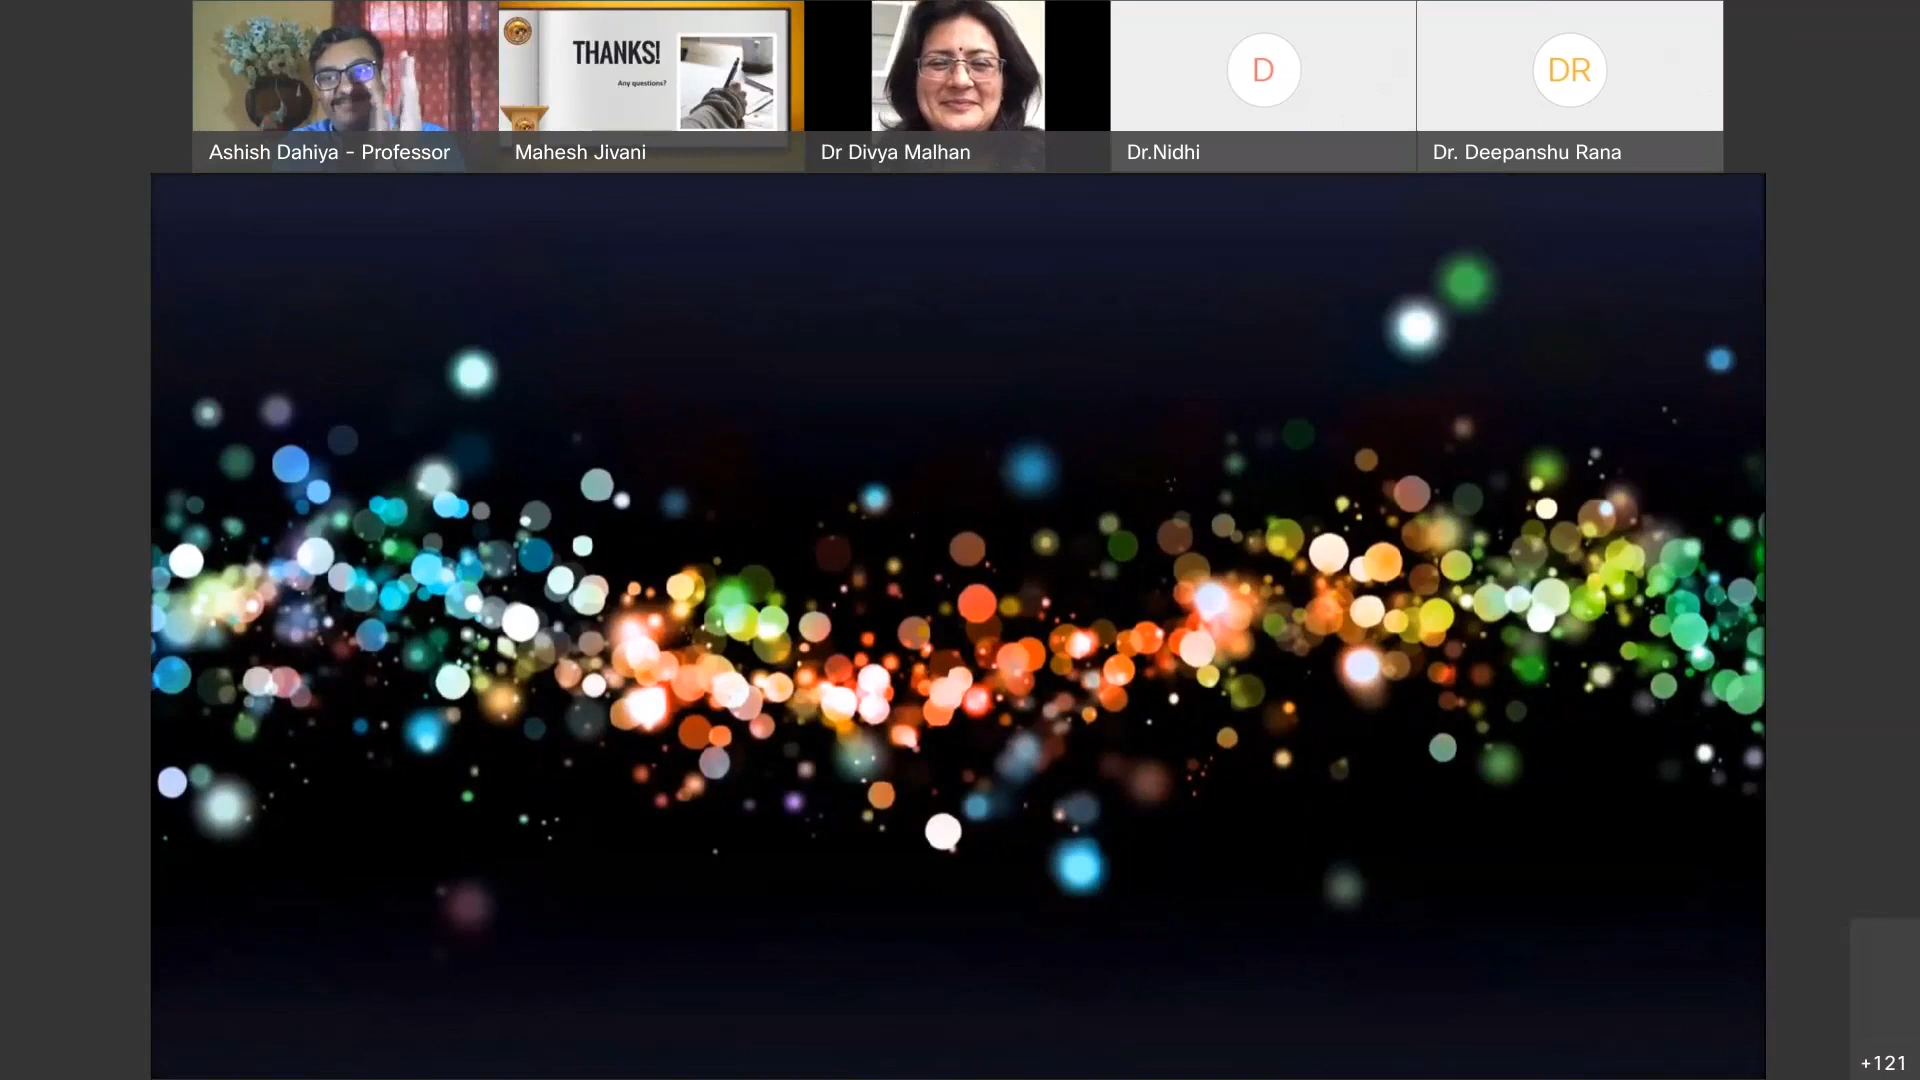 THANKS!
Any questions?
D
DR
Ashish Dahiya - Professor
Mahesh Jivani
Dr Divya Malhan
Dr.Nidhi
Dr. Deepanshu Rana
+121